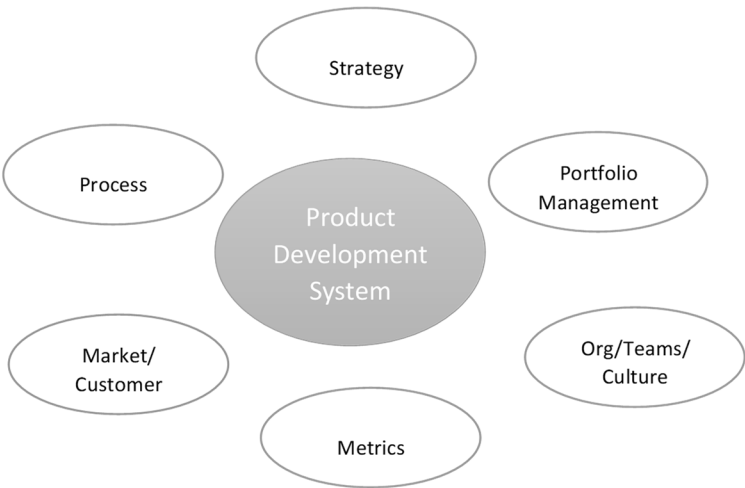 Strategy
Process
Portfolio
Management
Product
Development
System
Market/
Customer
Org/Teams/
Culture
Metrics